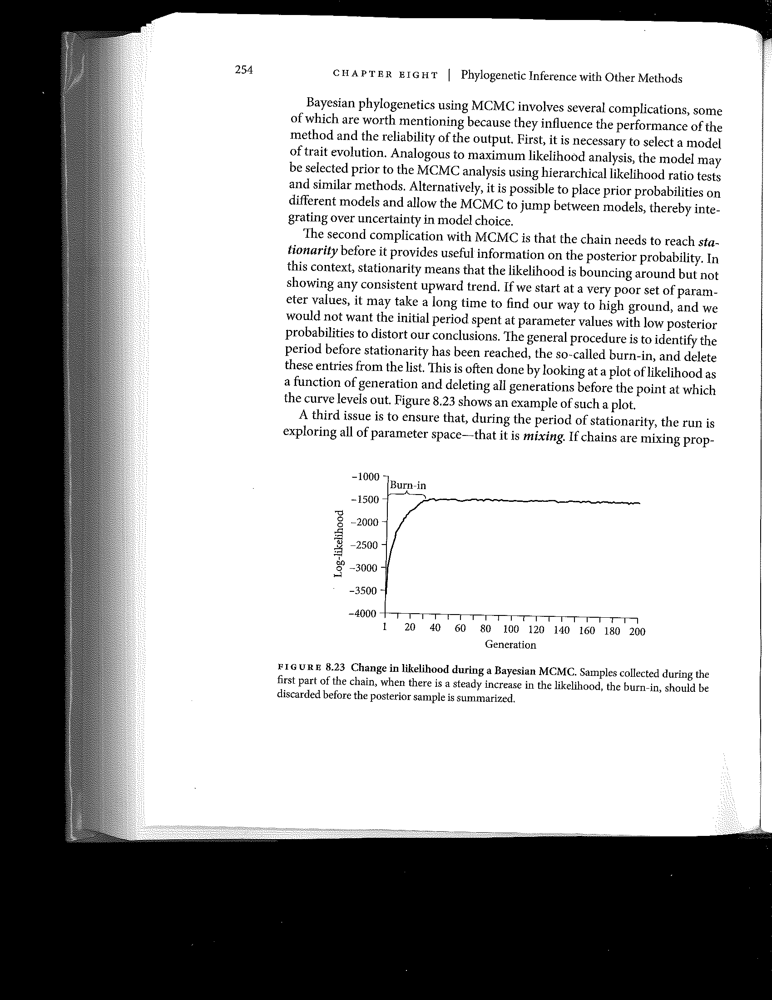 254
CHAPTER EIGHT | Phylogenetic Inference with Other Methods
Bayesian phylogenetics using MCMC involves several complications, some
of which are worth mentioning because they influence the performance of the
method and the reliability of the output. First, it is necessary to select a model
of trait evolution. Analogous to maximum likelihood analysis, the model may
be selected prior to the MCMC analysis using hierarchical likelihood ratio tests
and similar methods. Alternatively, it is possible to place prior probabilities on
different models and allow the MCMC to jump between models, thereby inte-
grating over uncertainty in model choice.
The second complication with MCMC is that the chain needs to reach sta-
tionarity before it provides useful information on the posterior probability. In
this context, stationarity means that the likelihood is bouncing around but not
showing any consistent upward trend. If we start at a very poor set of param-
eter values, it may take a long time to find our way to high ground, and we
would not want the initial period spent at parameter values with low posterior
probabilities to distort our conclusions. The general procedure is to identify the
period before stationarity has been reached, the so-called burn-in, and delete
these entries from the list. This is often done by looking at a plot of likelihood as
a function of generation and deleting all generations before the point at which
the curve levels out. Figure 8.23 shows an example of such a plot.
A third issue is to ensure that, during the period of stationarity, the run is
exploring all of parameter space—that it is mixing. If chains are mixing prop-
-1000
Burn-in
-1500
-2000
-2500
-3000
-3500
-4000
Log-likelihood
1 20 40 60 80 100 120 140 160 180 200
Generation
FIGURE 8.23 Change in likelihood during a Bayesian MCMC. Samples collected during the
first part of the chain, when there is a steady increase in the likelihood, the burn-in, should be
discarded before the posterior sample is summarized.